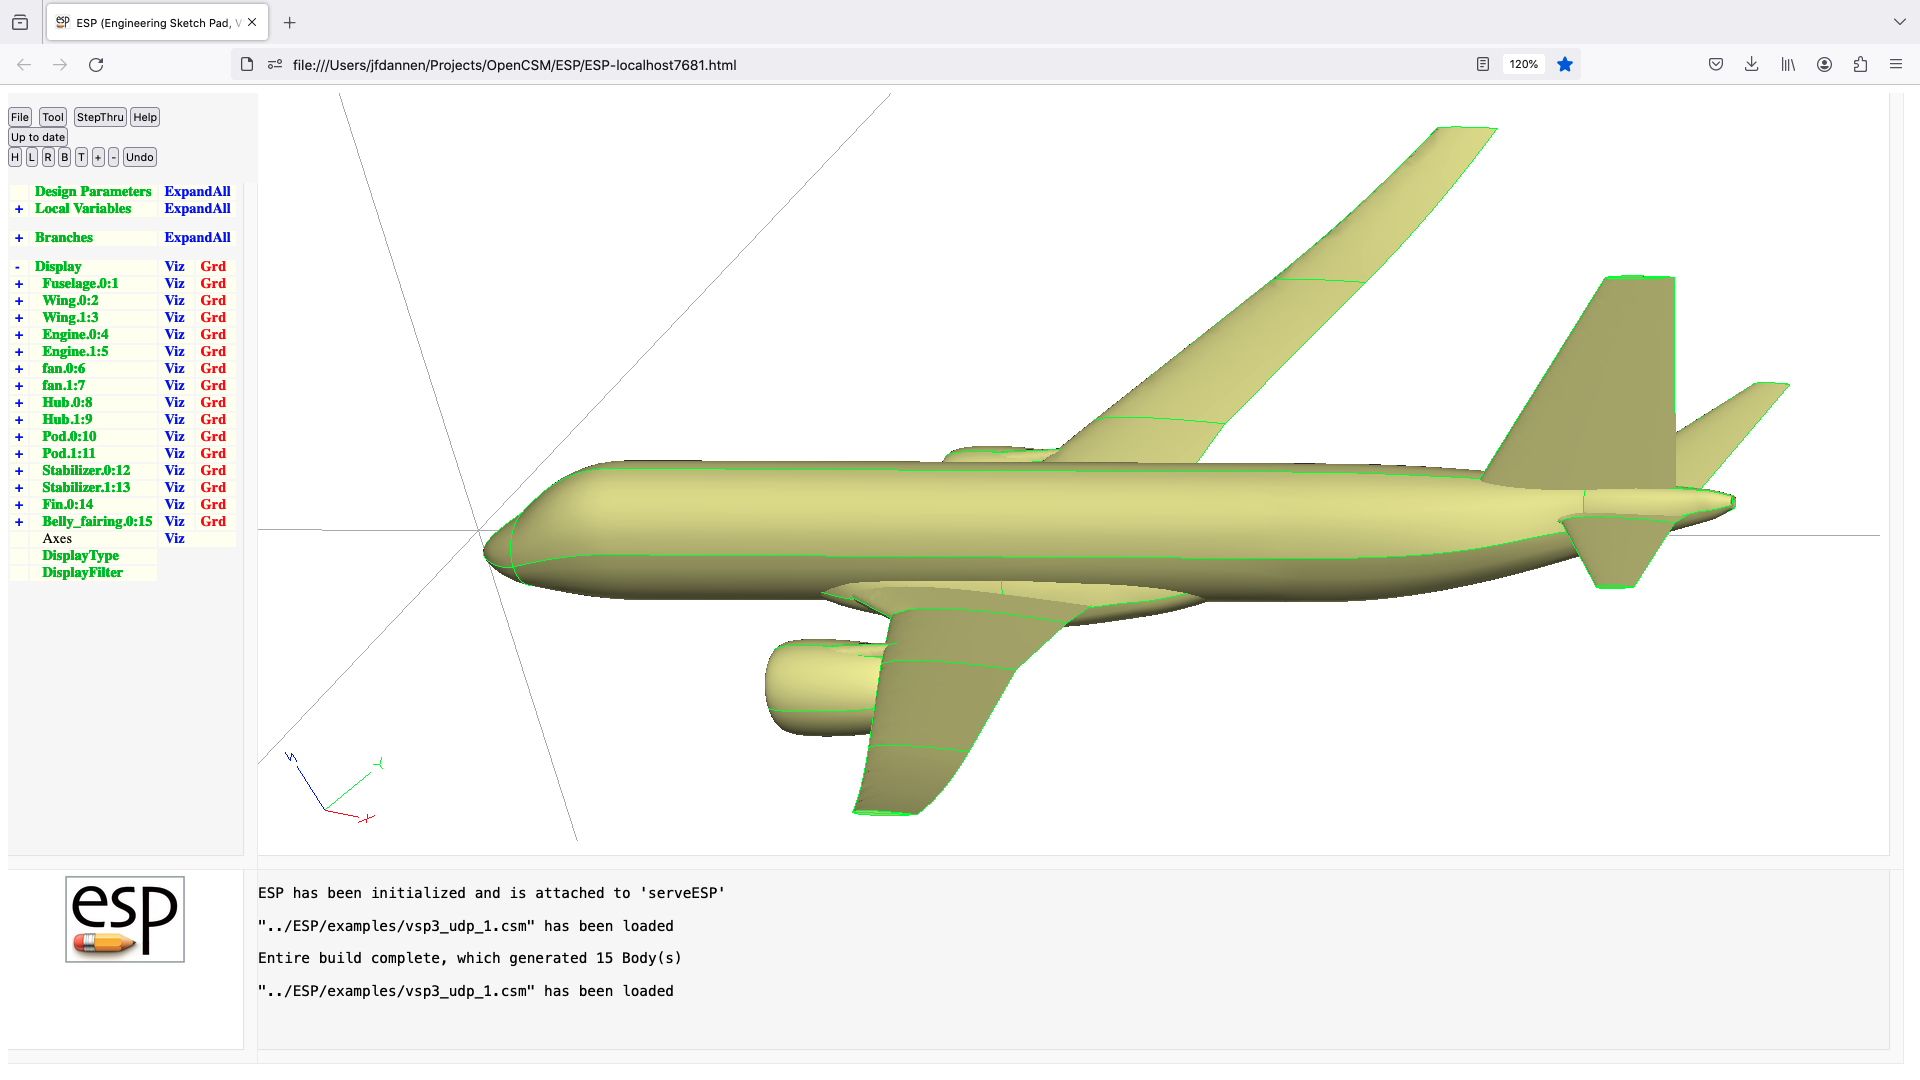 ESP (Engineering Sketch Pad, V
file:///Users/jfdannen/Projects/OpenCSM/ESP/ESP-localhost7681.html
120%
File Tool StepThru Help
Up to date
H L R B T + - Undo
Design Parameters ExpandAll
+ Local Variables ExpandAll
+ Branches ExpandAll
- Display Viz Grd
+ Fuselage.0:1 Viz Grd
+ Wing.0:2 Viz Grd
+ Wing.1:3 Viz Grd
+ Engine.0:4 Viz Grd
+ Engine.1:5 Viz Grd
+ fan.0:6 Viz Grd
+ fan.1:7 Viz Grd
+ Hub.0:8 Viz Grd
+ Hub.1:9 Viz Grd
+ Pod.0:10 Viz Grd
+ Pod.1:11 Viz Grd
+ Stabilizer.0:12 Viz Grd
+ Stabilizer.1:13 Viz Grd
+ Fin.0:14 Viz Grd
+ Belly_fairing.0:15 Viz Grd
Axes Viz
DisplayType
DisplayFilter
Z
Y
X
esp
ESP has been initialized and is attached to 'serveESP'
"../ESP/examples/vsp3_udp_1.csm" has been loaded
Entire build complete, which generated 15 Body(s)
"../ESP/examples/vsp3_udp_1.csm" has been loaded